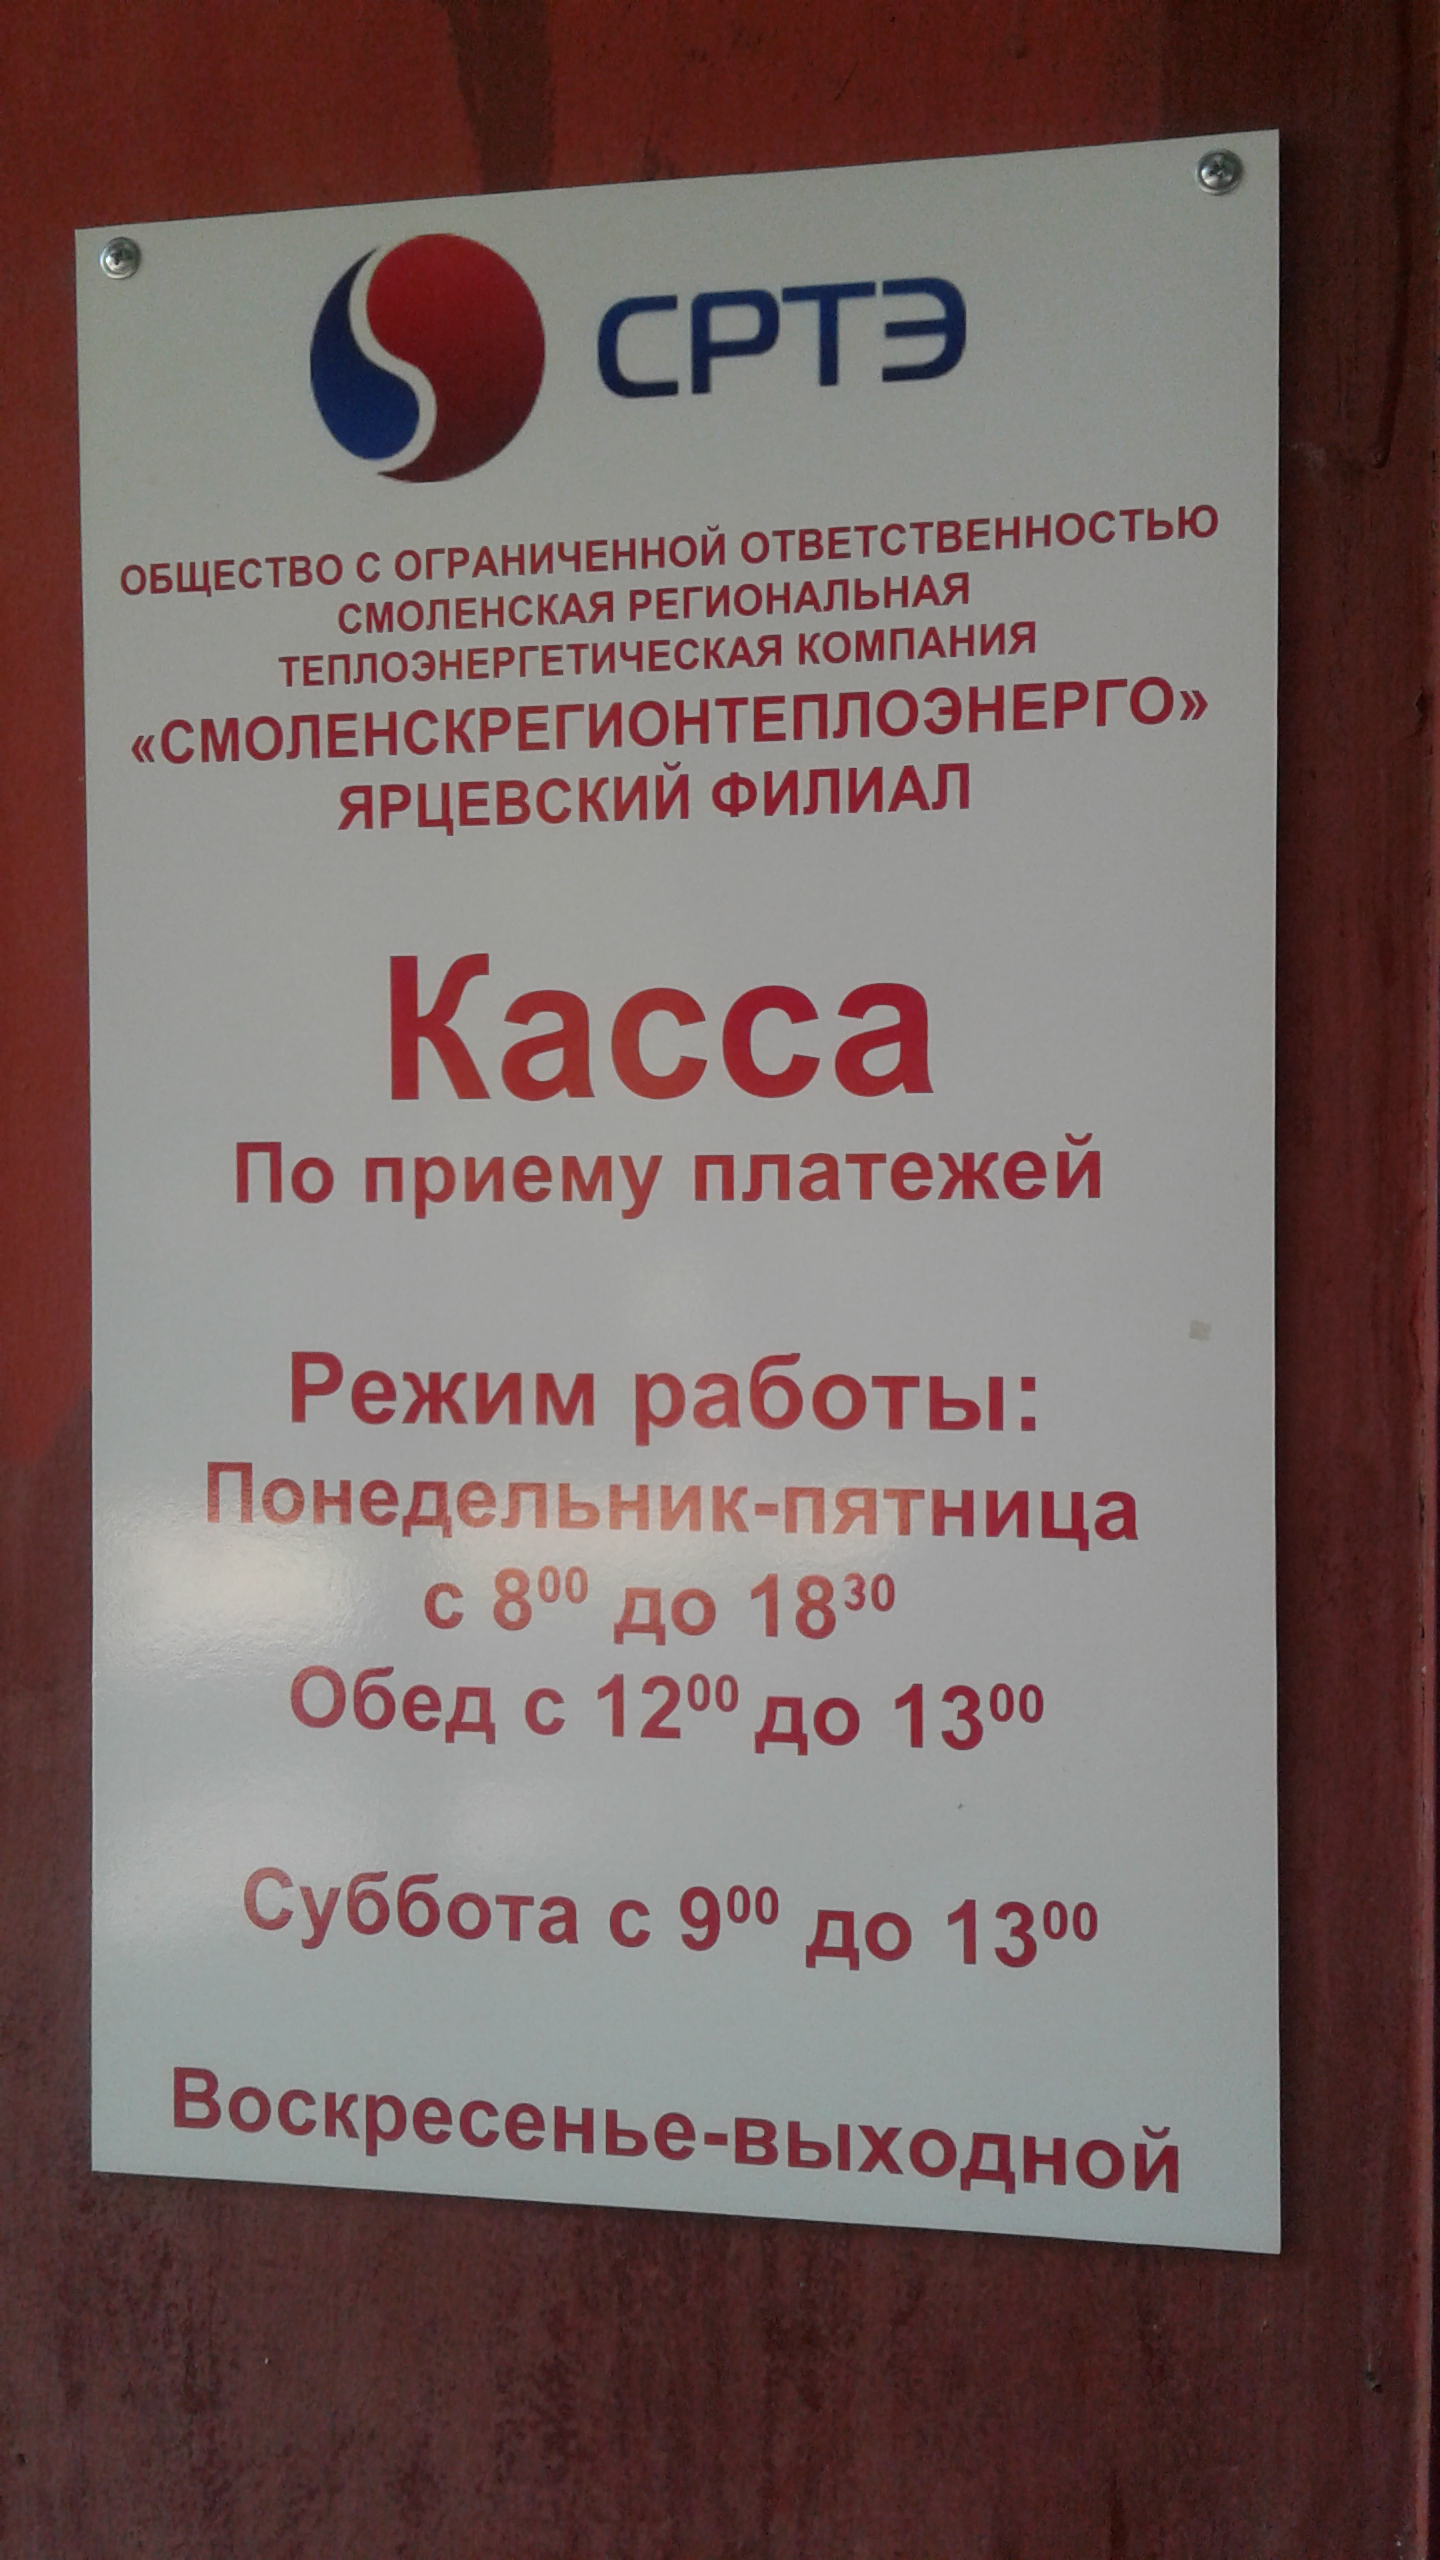 СРТЭ
ОБЩЕСТВО С ОГРАНИЧЕННОЙ ОТВЕТСТВЕННОСТЬЮ
СМОЛЕНСКАЯ РЕГИОНАЛЬНАЯ
ТЕПЛОЭНЕРГЕТИЧЕСКАЯ КОМПАНИЯ
«СМОЛЕНСКРЕГИОНТЕПЛОЭНЕРГО»
ЯРЦЕВСКИЙ ФИЛИАЛ
Касса
По приему платежей
Режим работы:
Понедельник-пятница
с 8⁰⁰ до 18³⁰
Обед с 12⁰⁰ до 13⁰⁰
Суббота с 9⁰⁰ до 13⁰⁰
Воскресенье-выходной